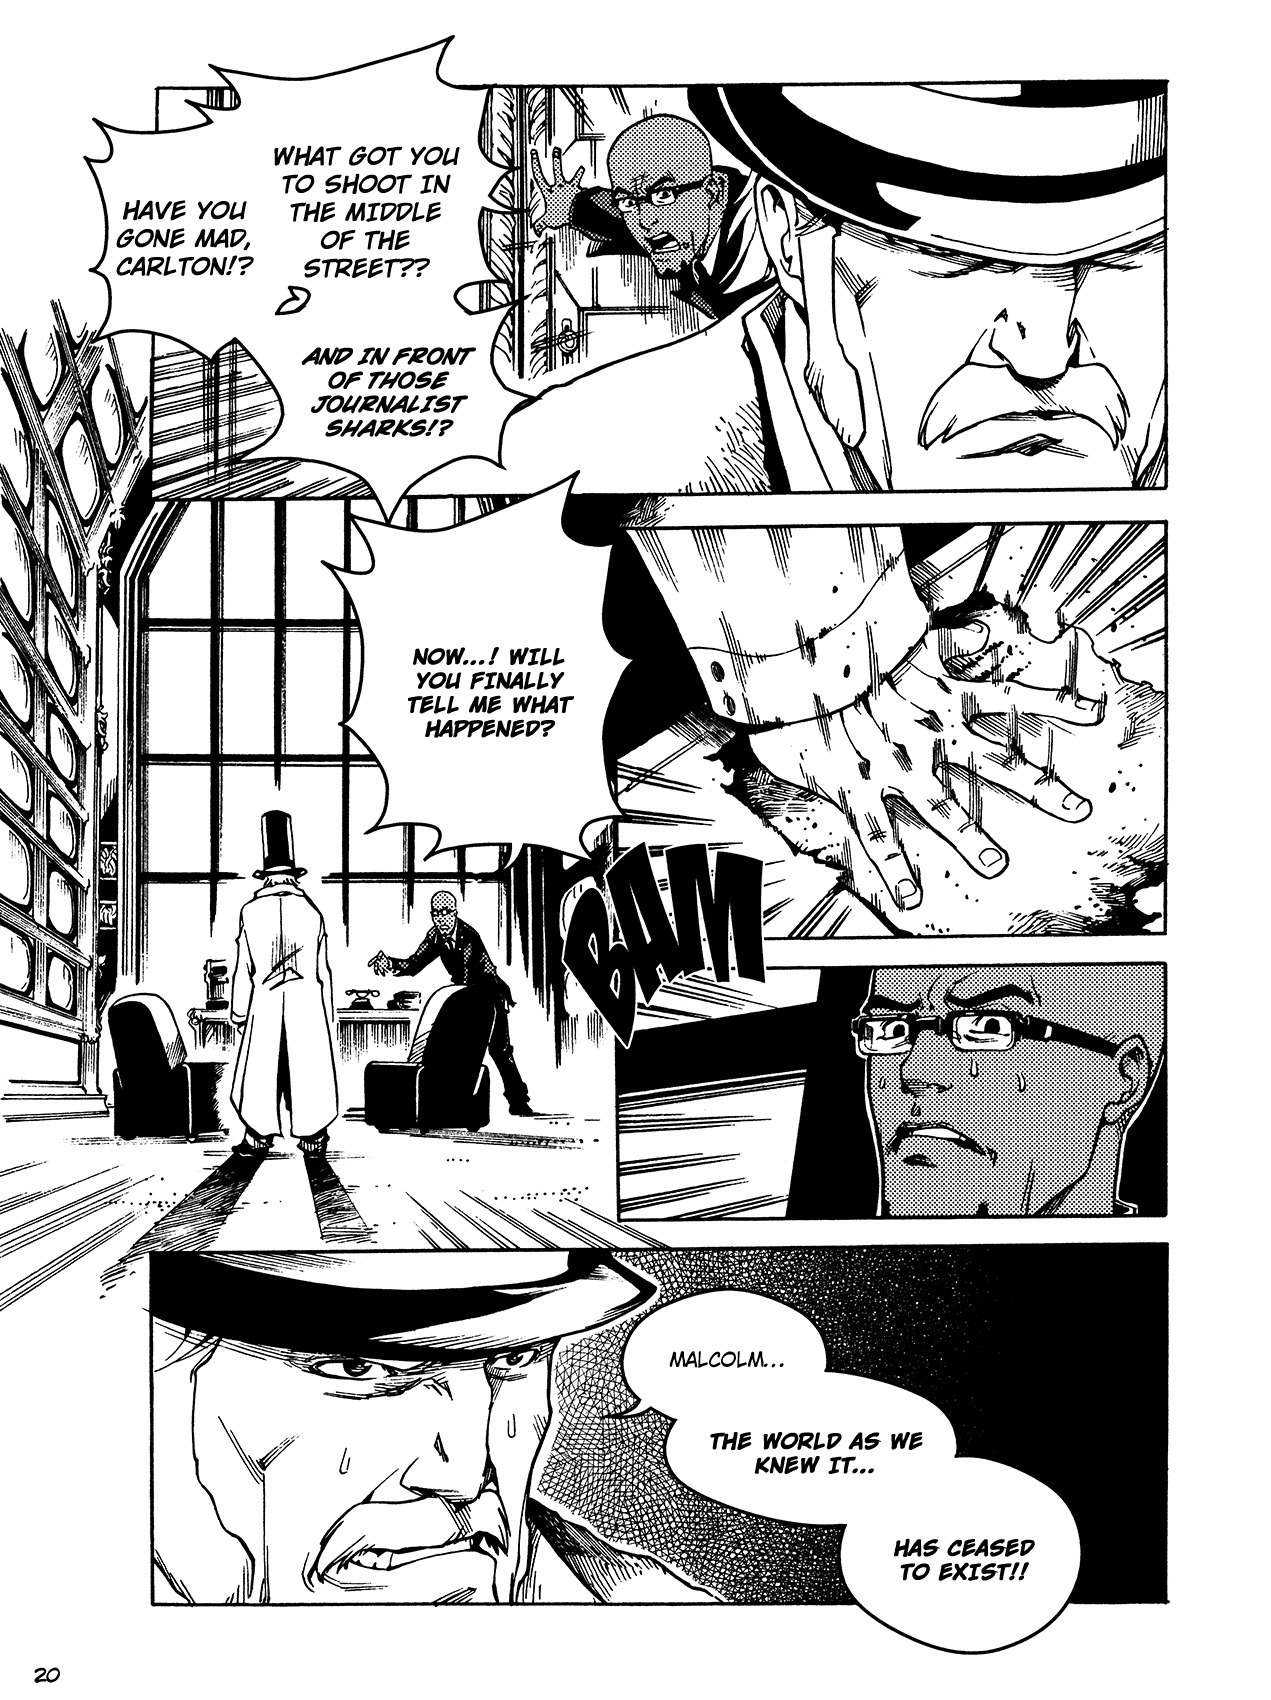 HAVE YOU
GONE MAD,
CARLTON!?
WHAT GOT YOU
TO SHOOT IN
THE MIDDLE
OF THE
STREET??
AND IN FRONT
OF THOSE
JOURNALIST
SHARKS!?
NOW...! WILL
YOU FINALLY
TELL ME WHAT
HAPPENED?
BAM
MALCOLM...
THE WORLD AS WE
KNEW IT...
HAS CEASED
TO EXIST!!
20